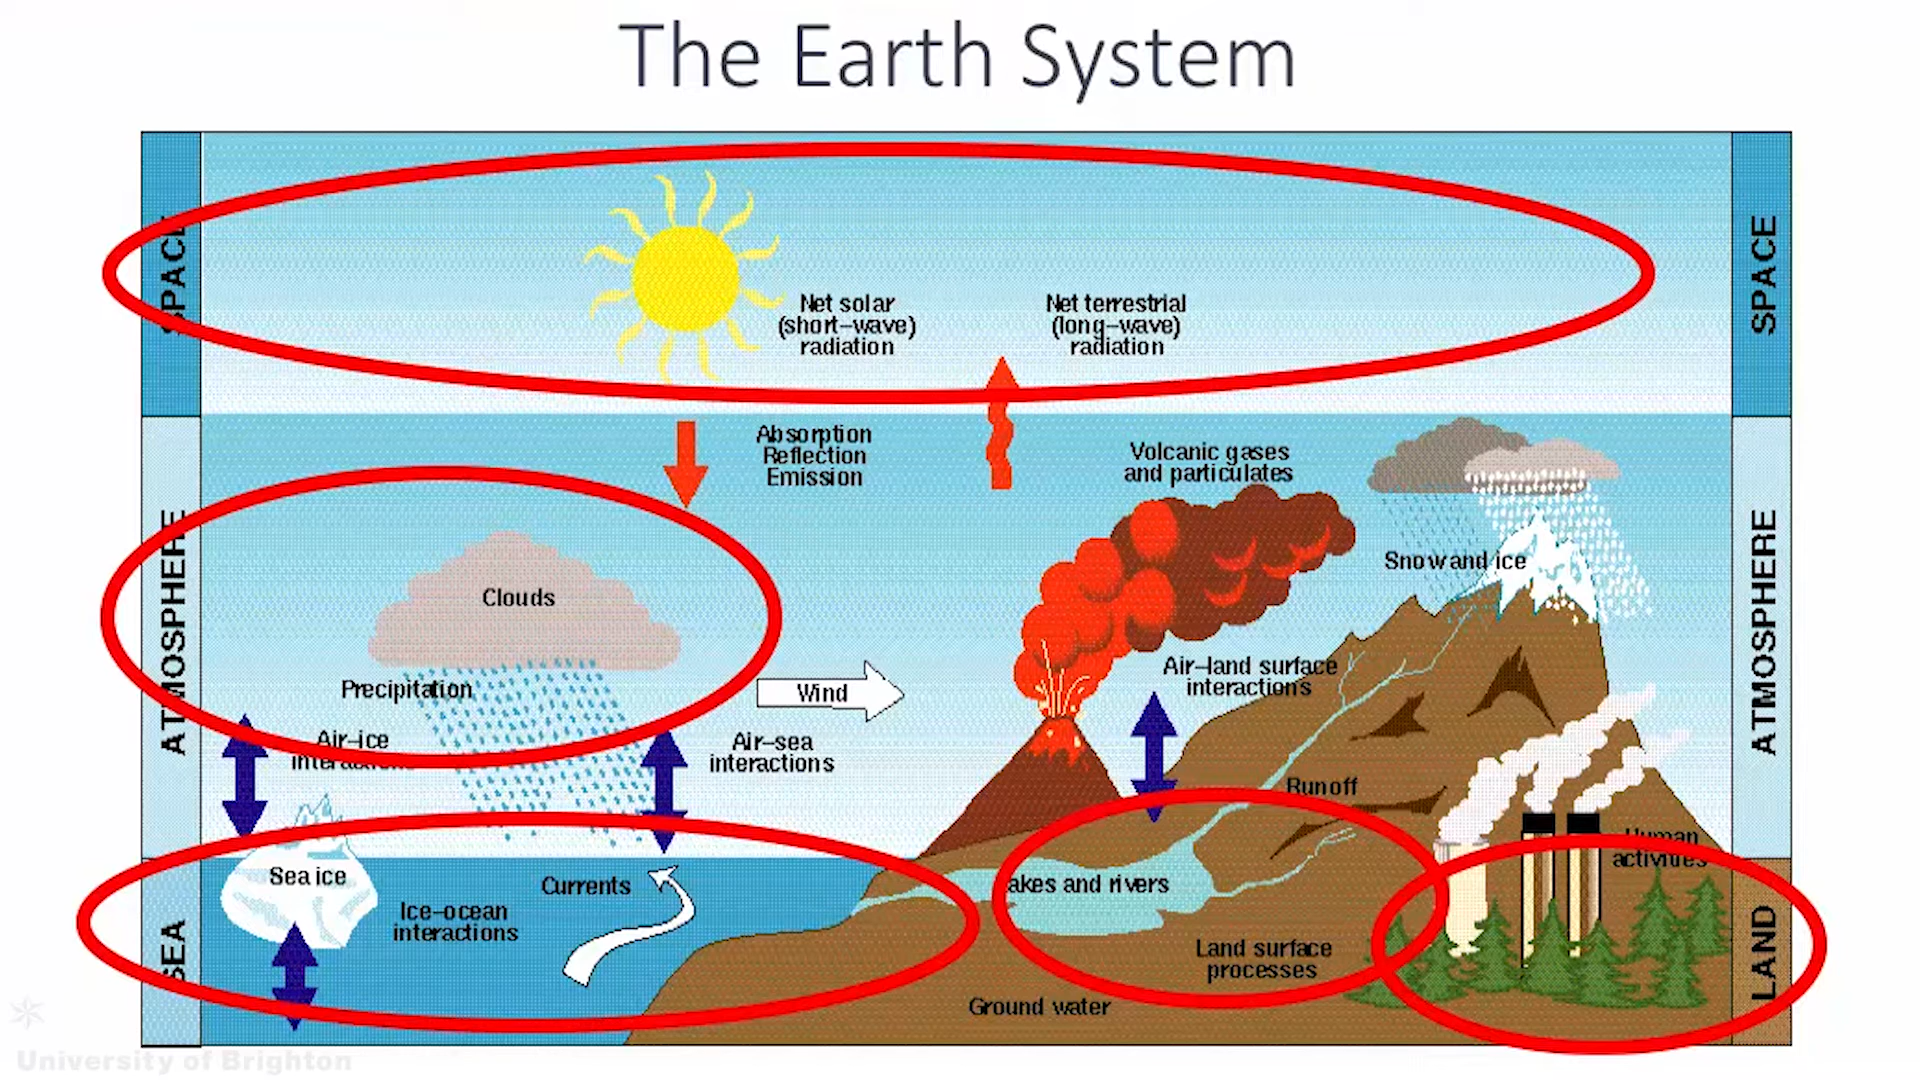 The Earth System
SPACE
SPACE
Net solar
(short-wave)
radiation
Net terrestrial
(long-wave)
radiation
Absorption
Reflection
Emission
Volcanic gases
and particulates
ATMOSPHERE
ATMOSPHERE
Snow and ice
Clouds
Precipitation
Wind
Air-land surface
interactions
Air-ice
interactions
Air-sea
interactions
Runoff
Human
activities
Sea ice
Currents
Ice-ocean
interactions
akes and rivers
Land surface
processes
Ground water
SEA
LAND
University of Brighton